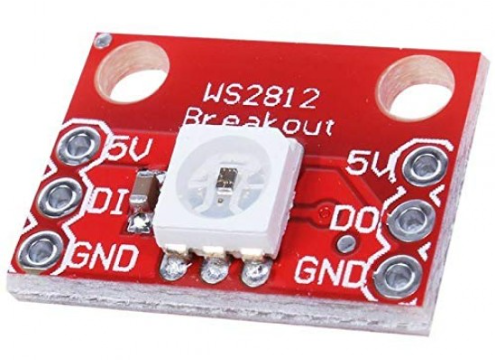 WS2812
Breakout
5V
DI
GND
5V
DO
GND